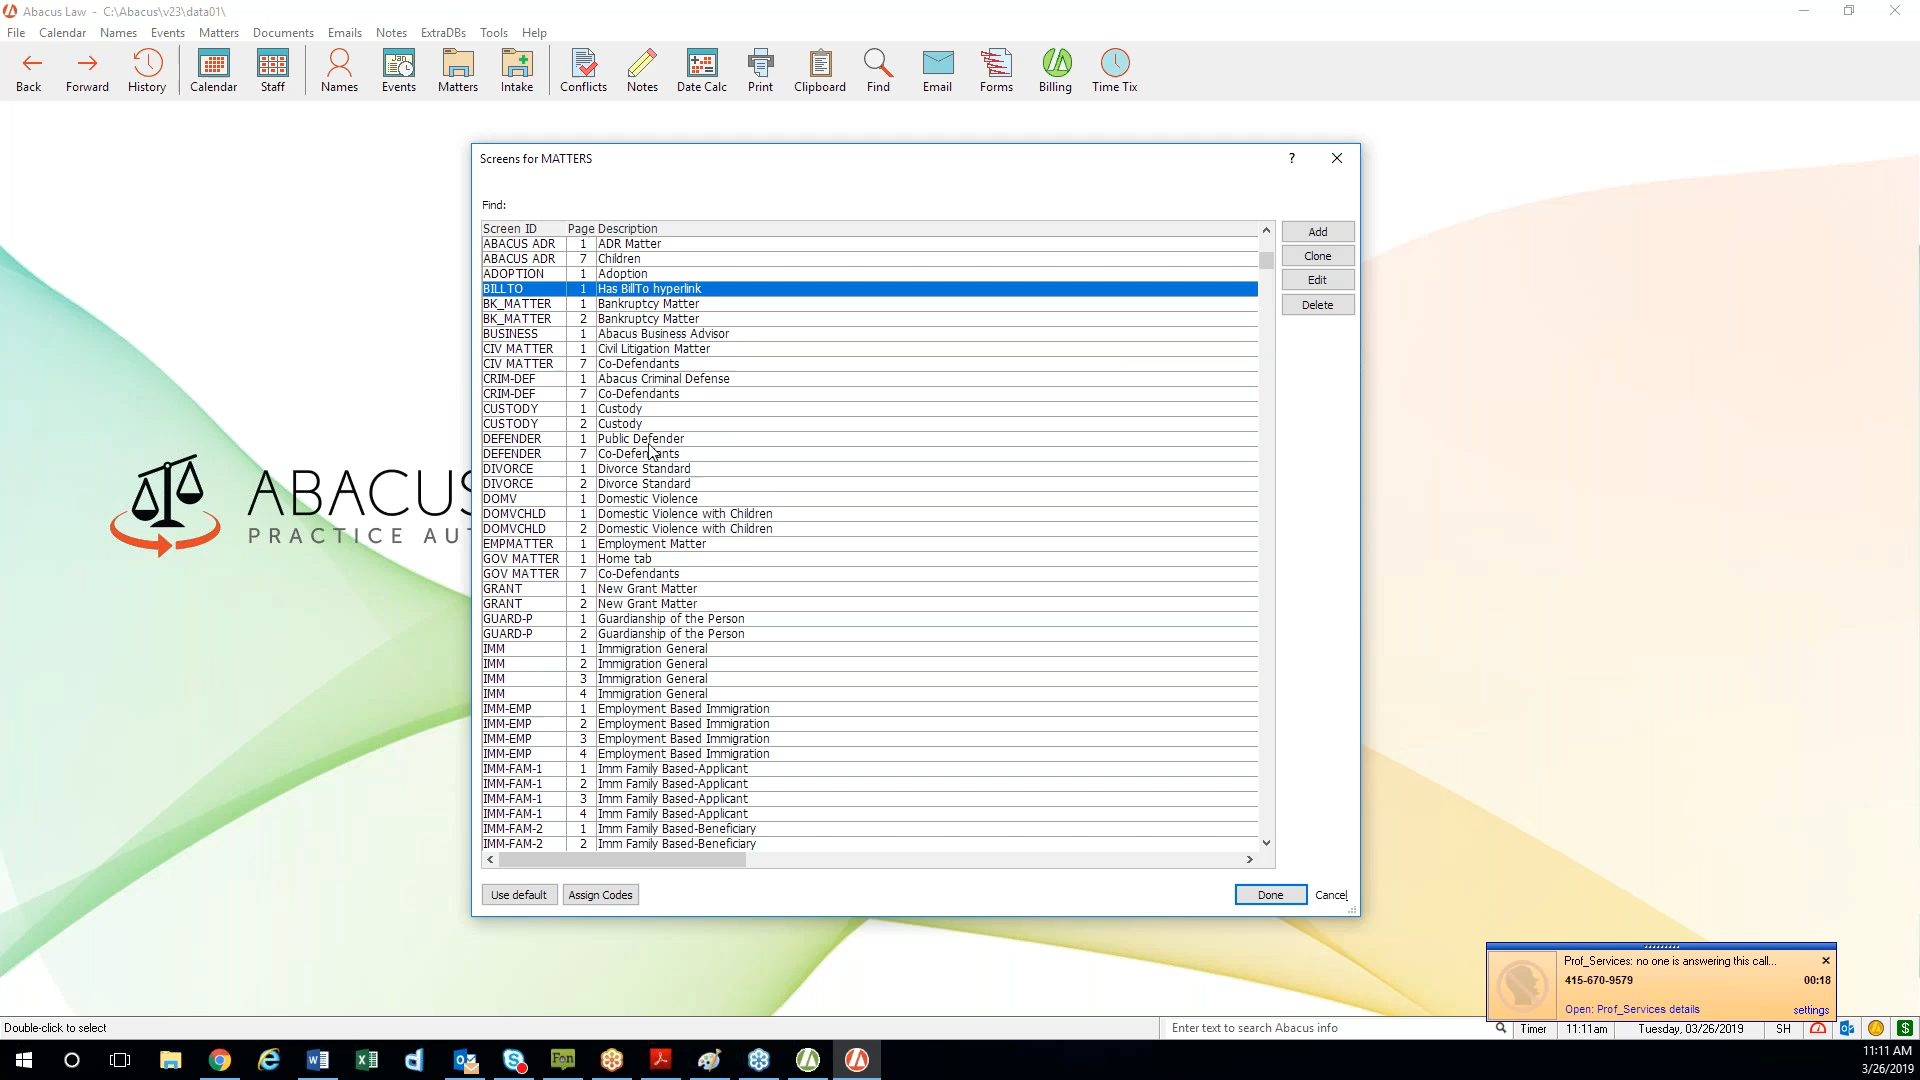 Abacus Law - C:\Abacus\v23\data01\
File Calendar Names Events Matters Documents Emails Notes ExtraDBs Tools Help
Back Forward History Calendar Staff Names Events Matters Intake Conflicts Notes Date Calc Print Clipboard Find Email Forms Billing Time Tix
Screens for MATTERS ?
Find:
Screen ID Page Description
ABACUS ADR 1 ADR Matter
ABACUS ADR 7 Children
ADOPTION 1 Adoption
BILLTO 1 Has BillTo hyperlink
BK_MATTER 1 Bankruptcy Matter
BK_MATTER 2 Bankruptcy Matter
BUSINESS 1 Abacus Business Advisor
CIV MATTER 1 Civil Litigation Matter
CIV MATTER 7 Co-Defendants
CRIM-DEF 1 Abacus Criminal Defense
CRIM-DEF 7 Co-Defendants
CUSTODY 1 Custody
CUSTODY 2 Custody
DEFENDER 1 Public Defender
DEFENDER 7 Co-Defendants
DIVORCE 1 Divorce Standard
DIVORCE 2 Divorce Standard
DOMV 1 Domestic Violence
DOMVCHLD 1 Domestic Violence with Children
DOMVCHLD 2 Domestic Violence with Children
EMPMATTER 1 Employment Matter
GOV MATTER 1 Home tab
GOV MATTER 7 Co-Defendants
GRANT 1 New Grant Matter
GRANT 2 New Grant Matter
GUARD-P 1 Guardianship of the Person
GUARD-P 2 Guardianship of the Person
IMM 1 Immigration General
IMM 2 Immigration General
IMM 3 Immigration General
IMM 4 Immigration General
IMM-EMP 1 Employment Based Immigration
IMM-EMP 2 Employment Based Immigration
IMM-EMP 3 Employment Based Immigration
IMM-EMP 4 Employment Based Immigration
IMM-FAM-1 1 Imm Family Based-Applicant
IMM-FAM-1 2 Imm Family Based-Applicant
IMM-FAM-1 3 Imm Family Based-Applicant
IMM-FAM-1 4 Imm Family Based-Applicant
IMM-FAM-2 1 Imm Family Based-Beneficiary
IMM-FAM-2 2 Imm Family Based-Beneficiary
Add
Clone
Edit
Delete
Use default Assign Codes Done Cancel
ABACUS
PRACTICE AUT
Prof_Services: no one is answering this call...
415-670-9579 00:18
Open: Prof_Services details settings
Double-click to select Enter text to search Abacus info Timer 11:11am Tuesday, 03/26/2019 SH
11:11 AM
3/26/2019